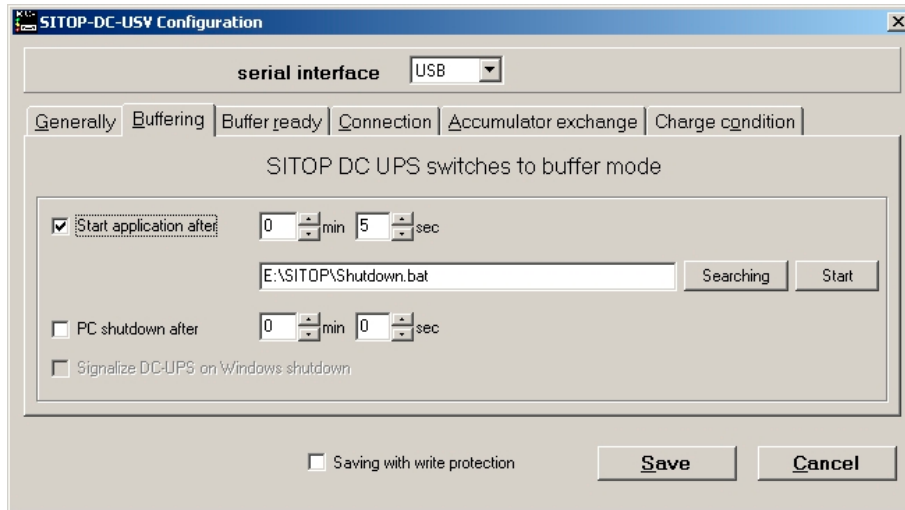 SITOP-DC-USV Configuration
serial interface USB
Generally Buffering Buffer ready Connection Accumulator exchange Charge condition
SITOP DC UPS switches to buffer mode
Start application after 0 min 5 sec
E:\SITOP\Shutdown.bat Searching Start
PC shutdown after 0 min 0 sec
Signalize DC-UPS on Windows shutdown
Saving with write protection Save Cancel